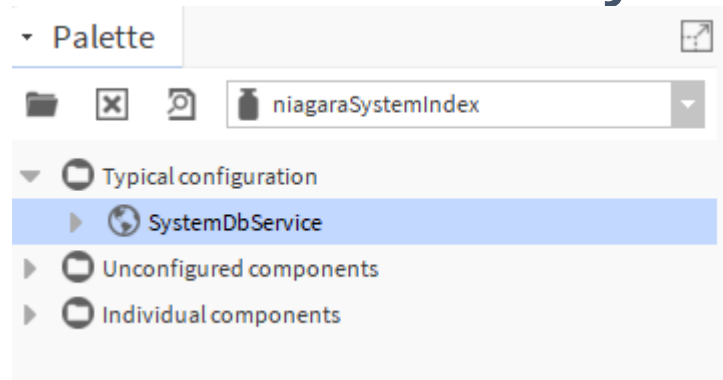 Palette
niagaraSystemIndex
Typical configuration
SystemDbService
Unconfigured components
Individual components